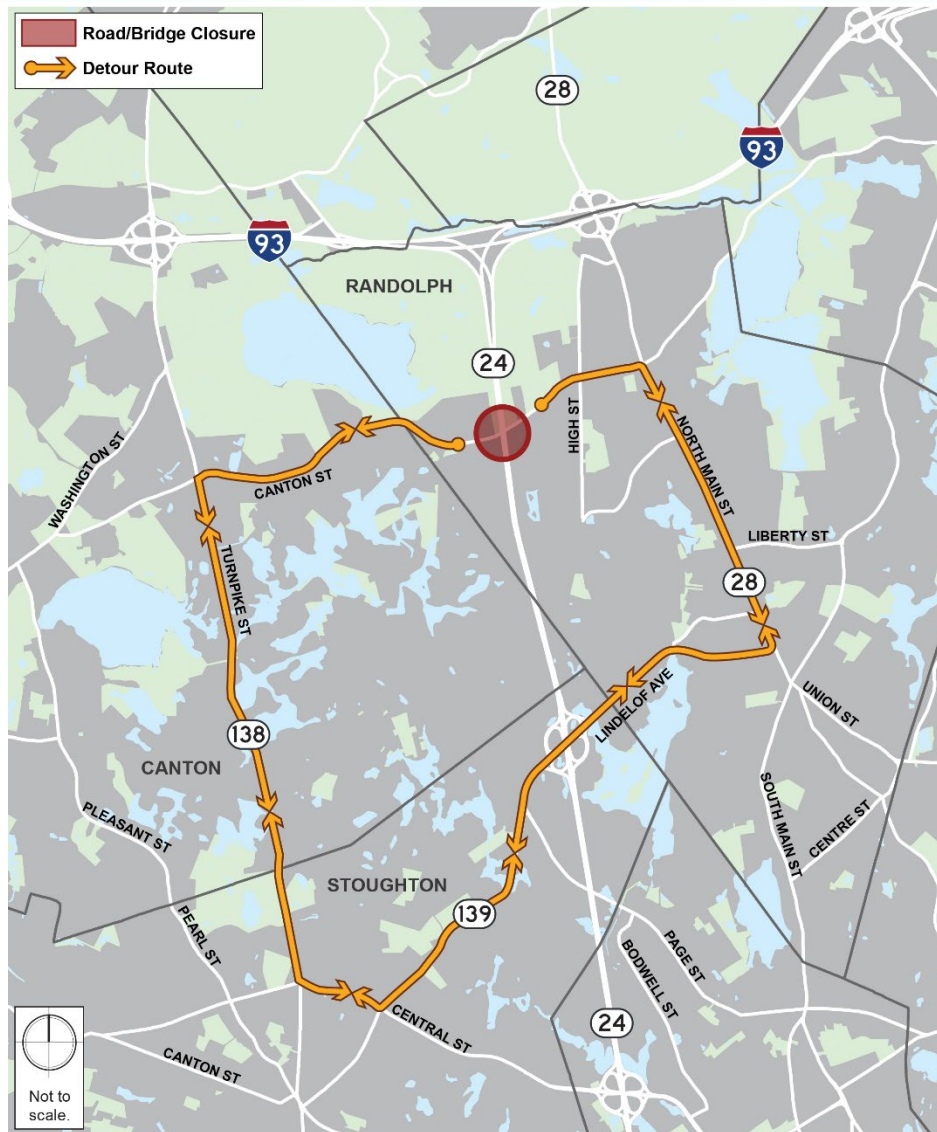 Road/Bridge Closure
Detour Route
28
93
93
RANDOLPH
24
HIGH ST
NORTH MAIN ST
WASHINGTON ST
CANTON ST
TURNPIKE ST
LIBERTY ST
28
LINDELOF AVE
UNION ST
138
CANTON
SOUTH MAIN ST
CENTRE ST
PLEASANT ST
STOUGHTON
139
PEARL ST
PAGE ST
BODWELL ST
CENTRAL ST
24
CANTON ST
Not to
scale.